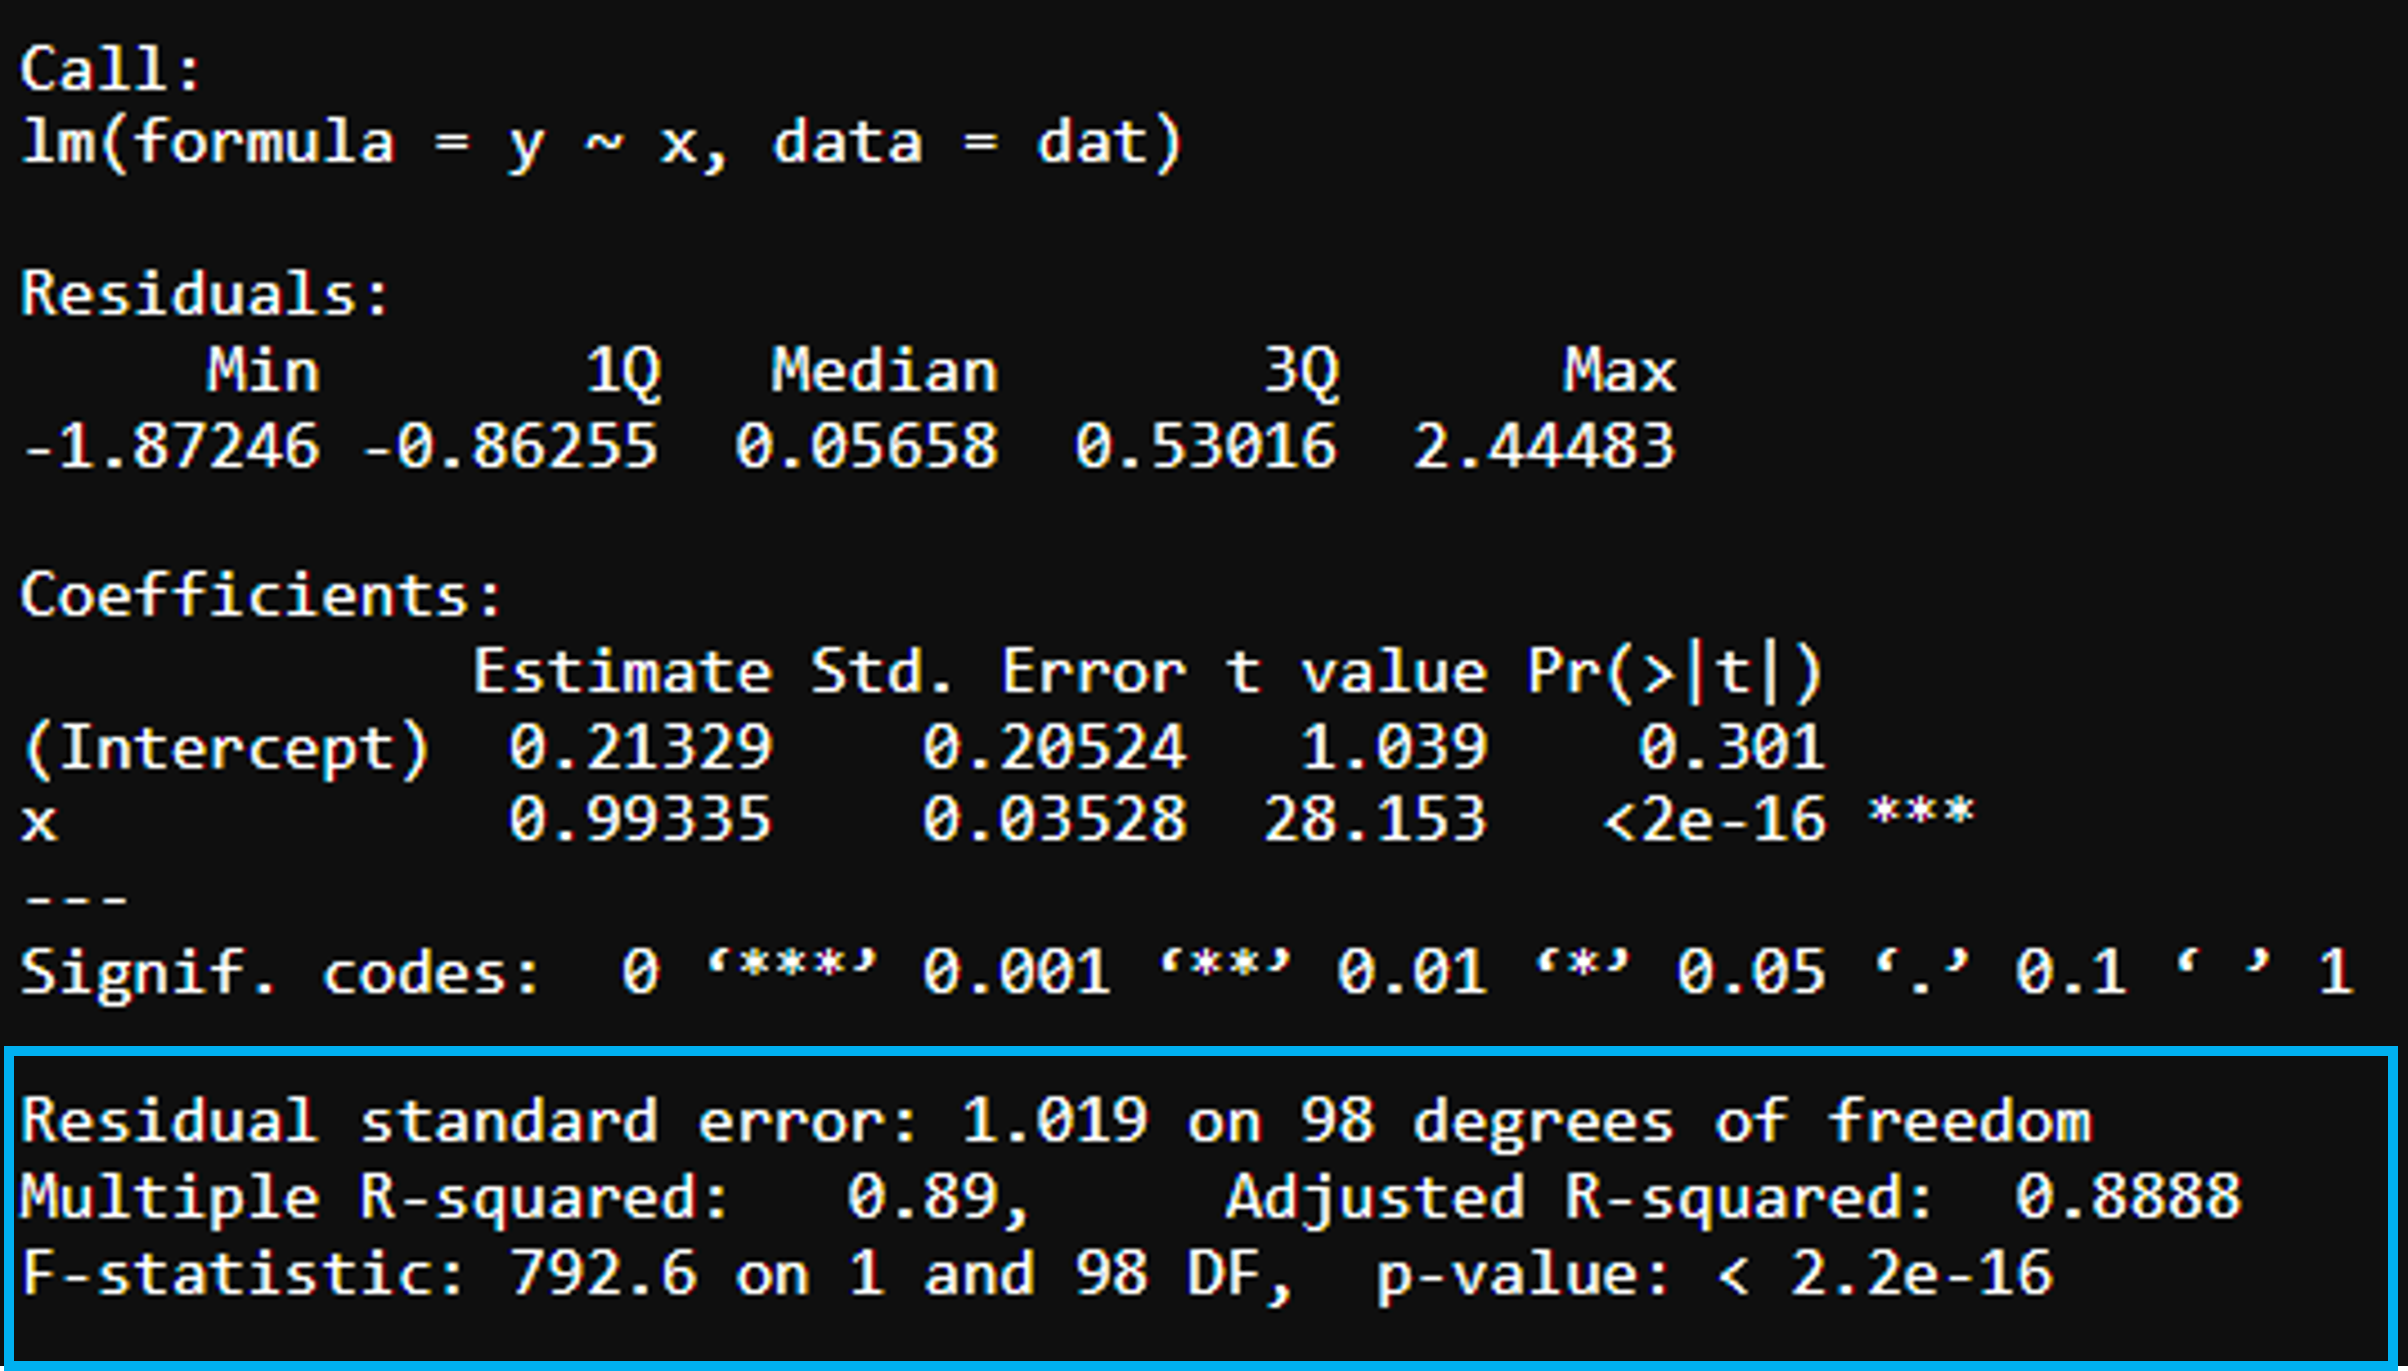 Call:
lm(formula = y ~ x, data = dat)
Residuals:
     Min       1Q   Median       3Q      Max
-1.87246 -0.86255  0.05658  0.53016  2.44483
Coefficients:
            Estimate Std. Error t value Pr(>|t|)
(Intercept)  0.21329    0.20524   1.039    0.301
x            0.99335    0.03528  28.153   <2e-16 ***
---
Signif. codes:  0 ‘***’ 0.001 ‘**’ 0.01 ‘*’ 0.05 ‘.’ 0.1 ‘ ’ 1
Residual standard error: 1.019 on 98 degrees of freedom
Multiple R-squared:   0.89,     Adjusted R-squared:  0.8888
F-statistic: 792.6 on 1 and 98 DF,  p-value: < 2.2e-16